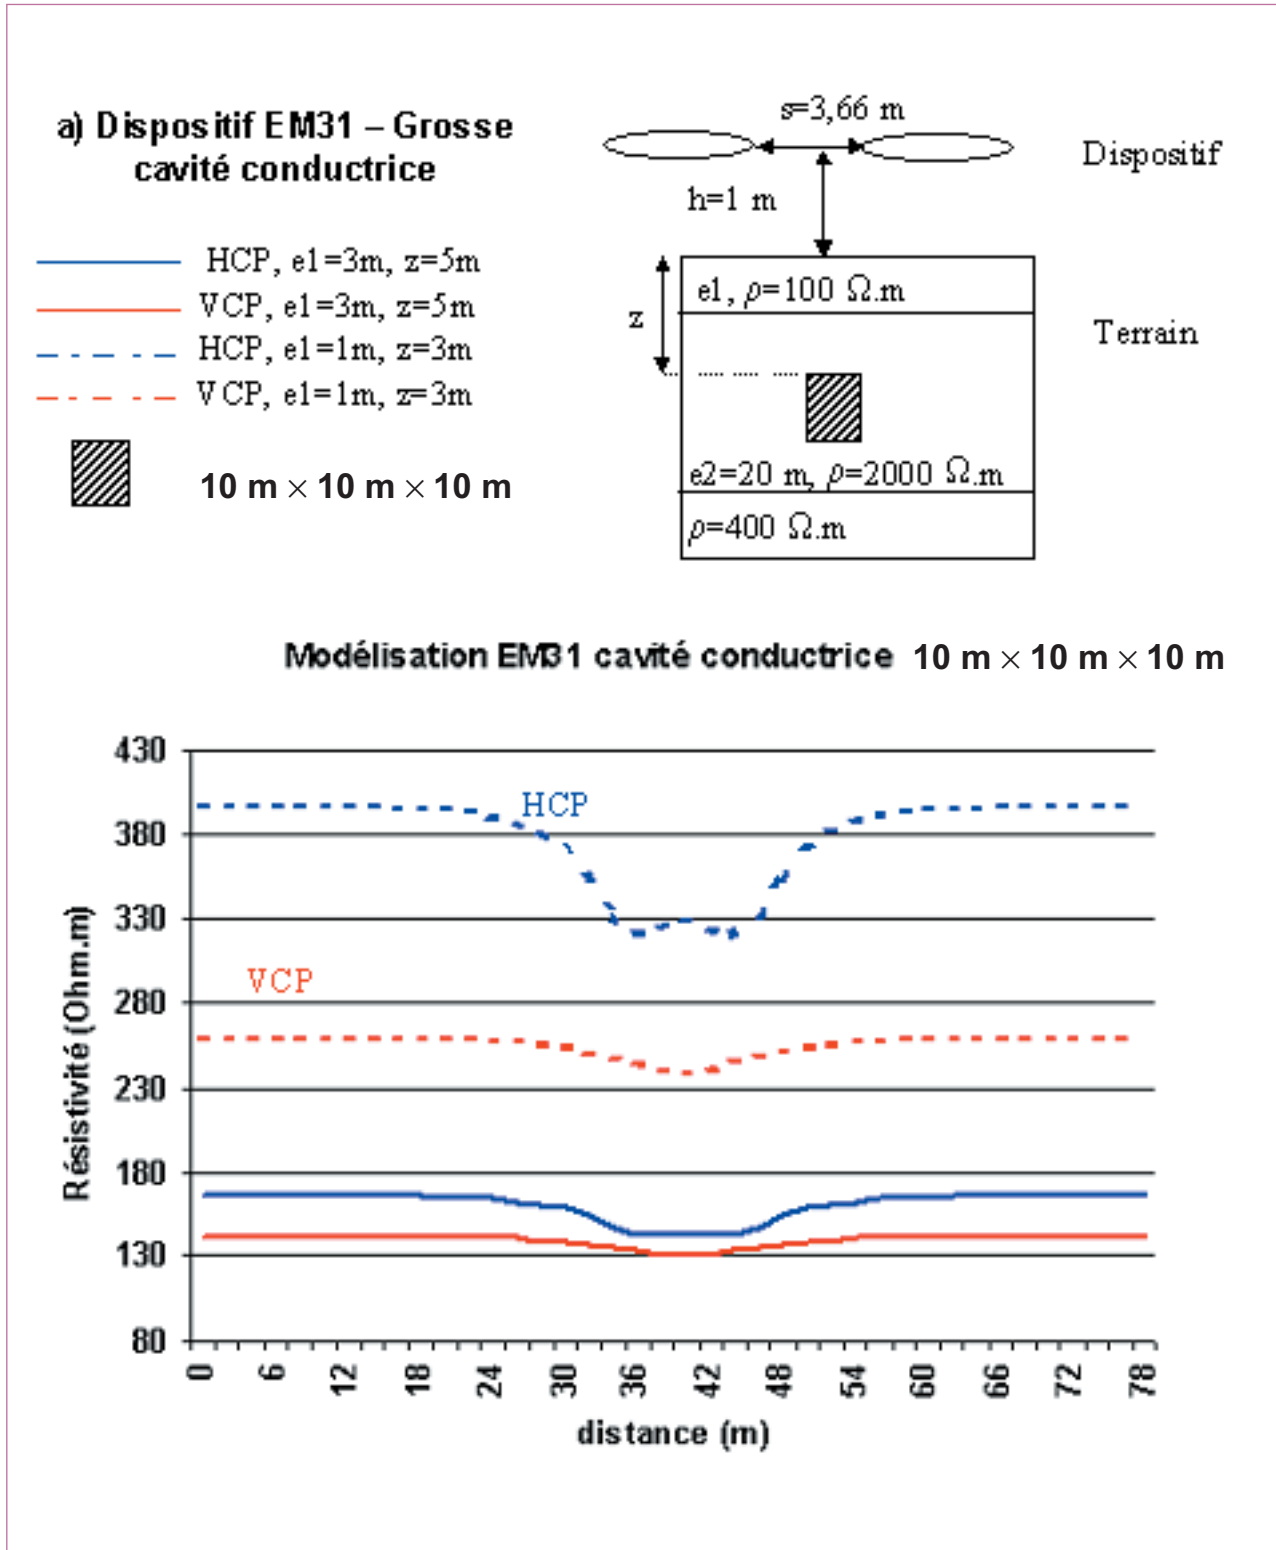 a) Dispositif EM31 – Grosse
cavité conductrice
HCP, e1=3m, z=5m
VCP, e1=3m, z=5m
HCP, e1=1m, z=3m
VCP, e1=1m, z=3m
10 m × 10 m × 10 m
s=3,66 m
Dispositif
h=1 m
e1, ρ=100 Ω.m
z
Terrain
e2=20 m, ρ=2000 Ω.m
ρ=400 Ω.m
Modélisation EM31 cavité conductrice 10 m × 10 m × 10 m
430
380
330
280
230
180
130
80
Résistivité (Ohm.m)
HCP
VCP
0 6 12 18 24 30 36 42 48 54 60 66 72 78
distance (m)